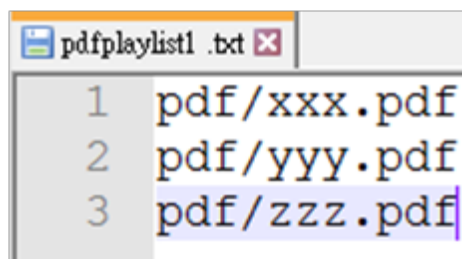 pdfplaylist1 .txt
1 pdf/xxx.pdf
2 pdf/yyy.pdf
3 pdf/zzz.pdf